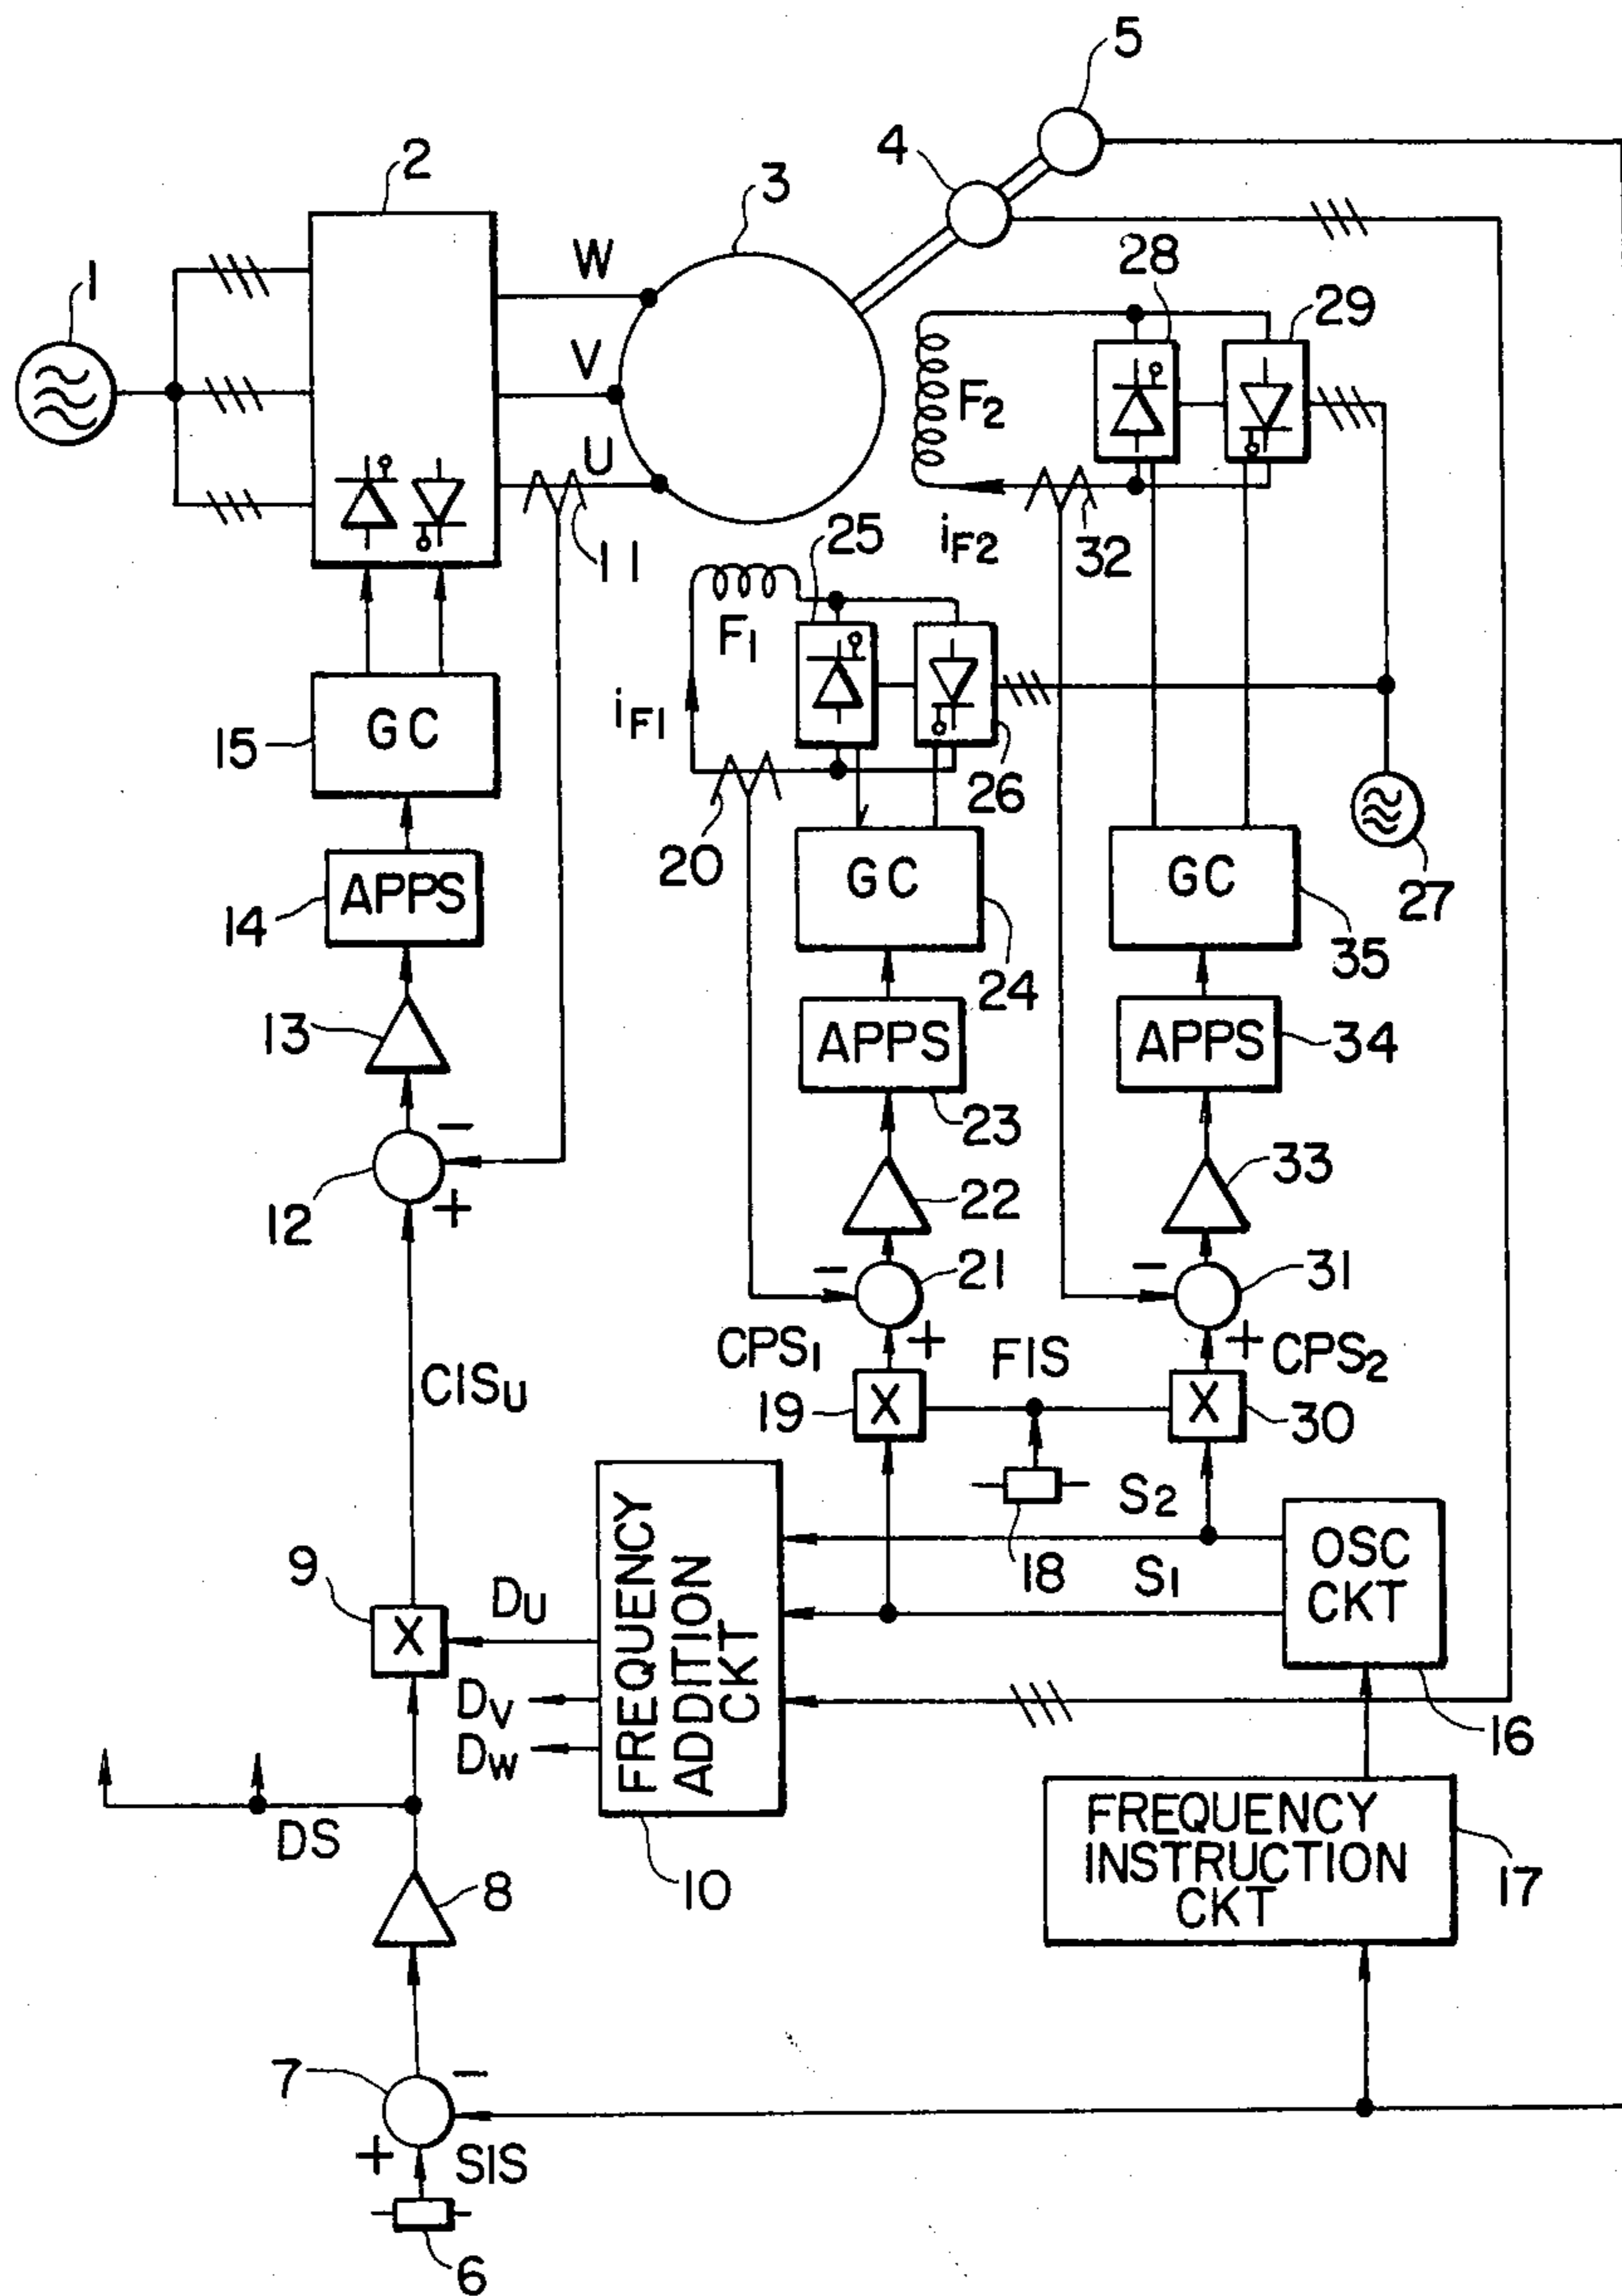 5
4
2
3
28
29
1
W
V
U
F2
11
25
iF2
32
F1
iF1
15
GC
26
20
GC
GC
27
14
APPS
24
35
13
APPS
APPS
34
23
33
12
-
+
22
-
21
-
31
+
+
CPS1
FIS
CPS2
CISU
19
X
X
30
S2
18
S1
OSC
CKT
9
X
DU
DV
DW
FREQUENCY
ADDITION
CKT
16
DS
8
10
FREQUENCY
INSTRUCTION
CKT
17
7
-
+
SIS
6